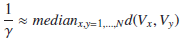 1/γ ≈ median_{x,y=1,...,N} d(V_x, V_y)